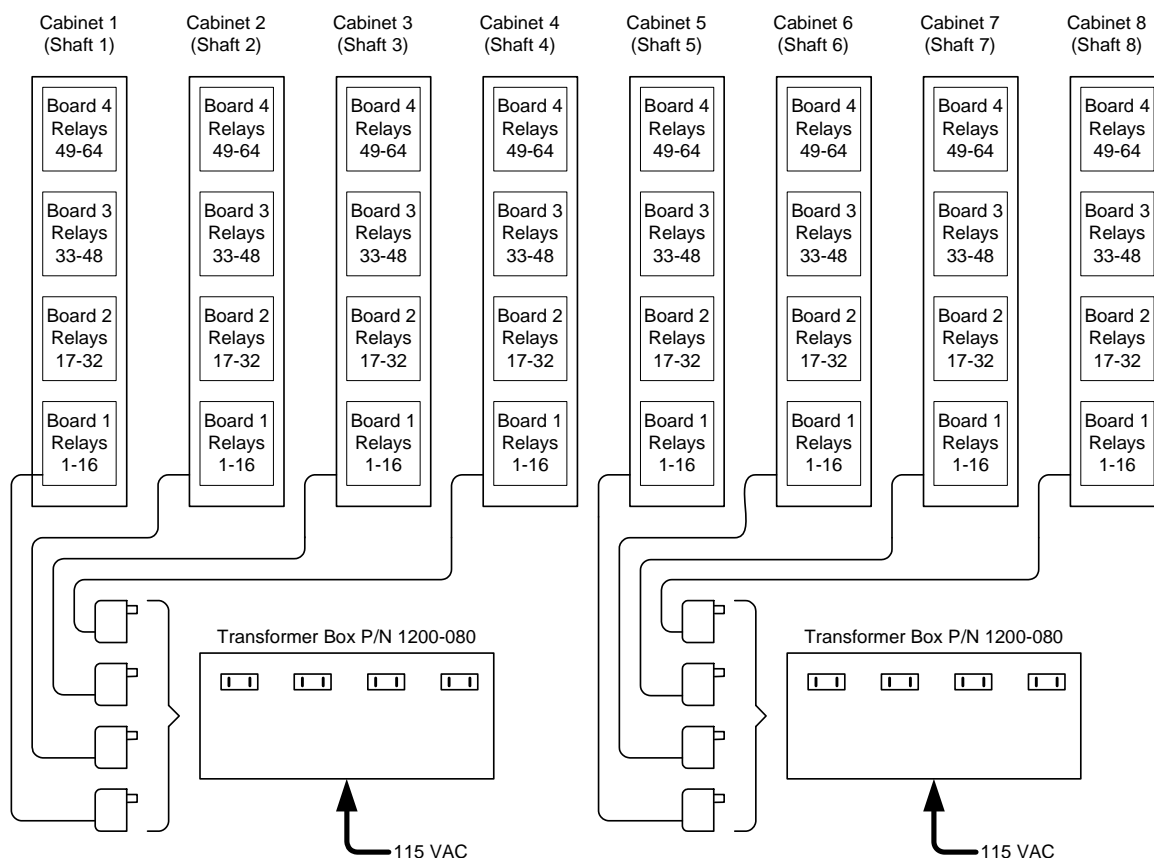 Cabinet 1 Cabinet 2 Cabinet 3 Cabinet 4 Cabinet 5 Cabinet 6 Cabinet 7 Cabinet 8
(Shaft 1) (Shaft 2) (Shaft 3) (Shaft 4) (Shaft 5) (Shaft 6) (Shaft 7) (Shaft 8)
Board 4 Board 4 Board 4 Board 4 Board 4 Board 4 Board 4 Board 4
Relays Relays Relays Relays Relays Relays Relays Relays
49-64 49-64 49-64 49-64 49-64 49-64 49-64 49-64
Board 3 Board 3 Board 3 Board 3 Board 3 Board 3 Board 3 Board 3
Relays Relays Relays Relays Relays Relays Relays Relays
33-48 33-48 33-48 33-48 33-48 33-48 33-48 33-48
Board 2 Board 2 Board 2 Board 2 Board 2 Board 2 Board 2 Board 2
Relays Relays Relays Relays Relays Relays Relays Relays
17-32 17-32 17-32 17-32 17-32 17-32 17-32 17-32
Board 1 Board 1 Board 1 Board 1 Board 1 Board 1 Board 1 Board 1
Relays Relays Relays Relays Relays Relays Relays Relays
1-16 1-16 1-16 1-16 1-16 1-16 1-16 1-16
Transformer Box P/N 1200-080 Transformer Box P/N 1200-080
115 VAC 115 VAC